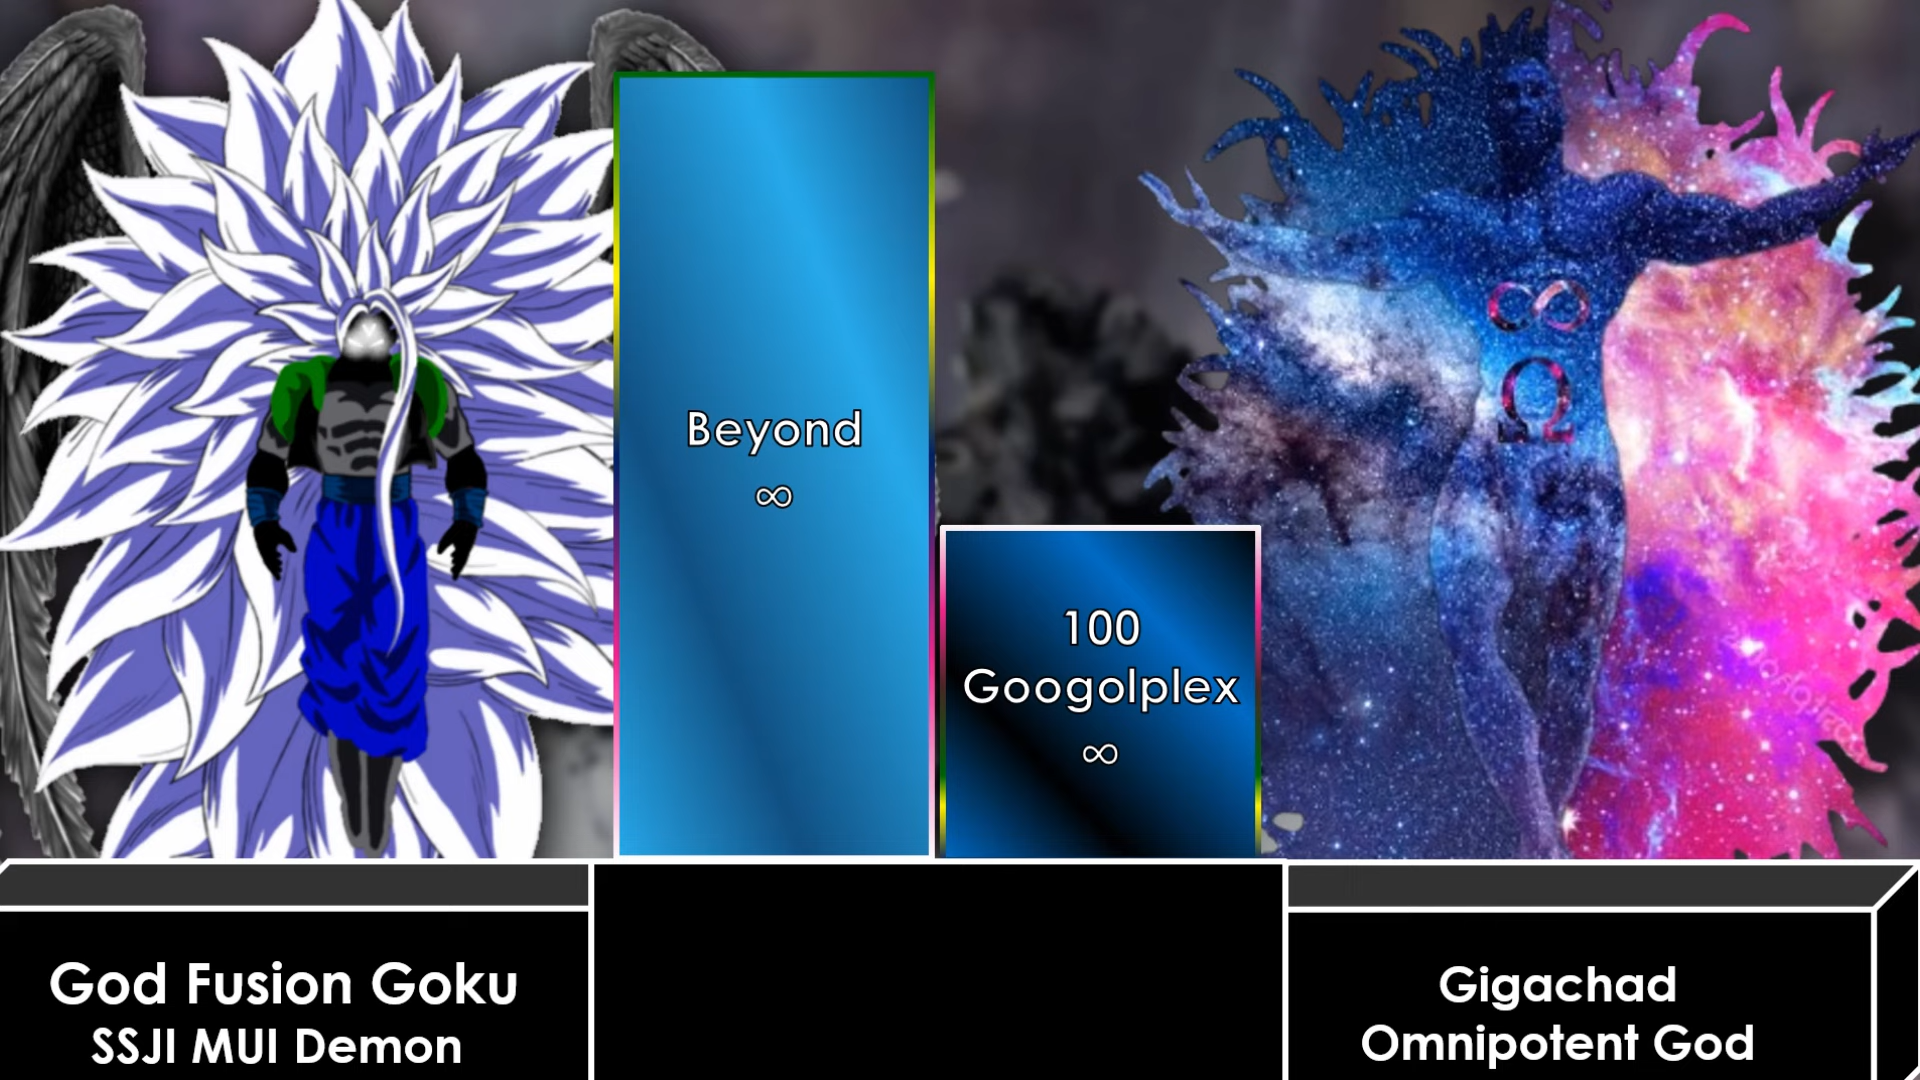 Beyond
∞
100
Googolplex
∞
∞
Ω
God Fusion Goku
SSJI MUI Demon
Gigachad
Omnipotent God